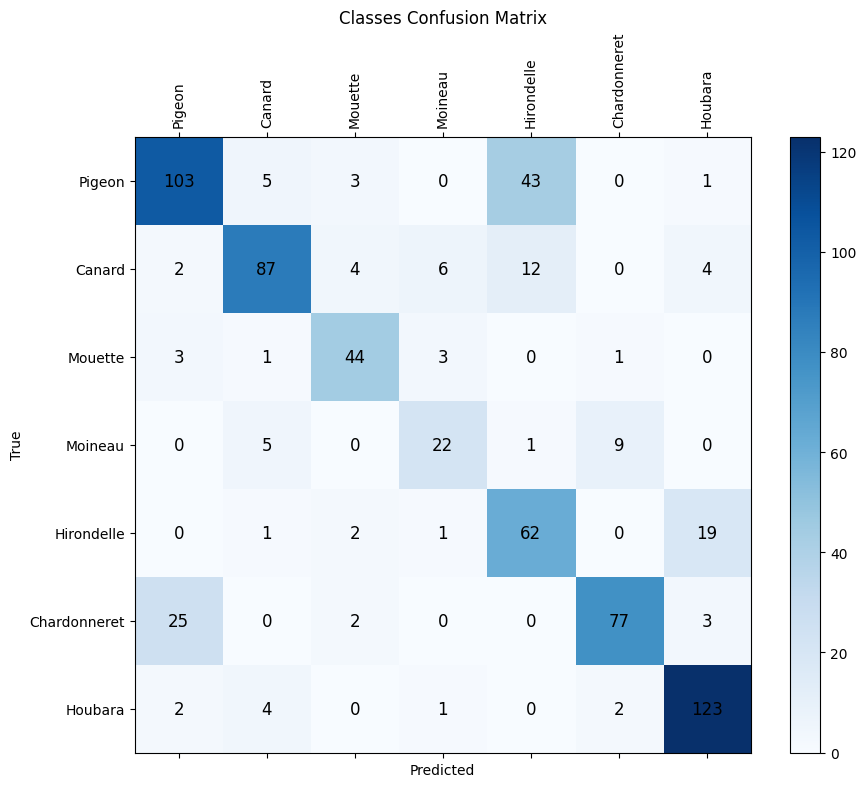 Classes Confusion Matrix
Pigeon Canard Mouette Moineau Hirondelle Chardonneret Houbara
Pigeon 103 5 3 0 43 0 1
Canard 2 87 4 6 12 0 4
Mouette 3 1 44 3 0 1 0
Moineau 0 5 0 22 1 9 0
Hirondelle 0 1 2 1 62 0 19
Chardonneret 25 0 2 0 0 77 3
Houbara 2 4 0 1 0 2 123
True
Predicted
120
100
80
60
40
20
0